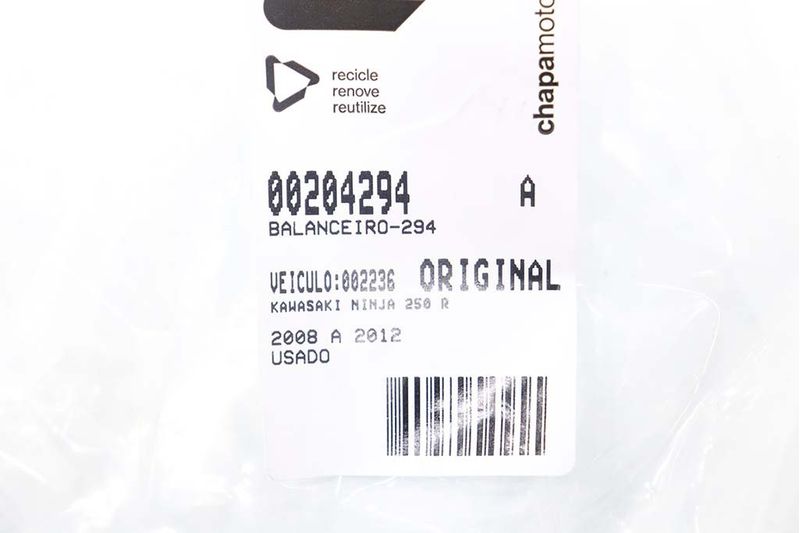 recicle
renove
reutilize
chapamoto
00204294 A
BALANCEIRO-294
VEICULO:002236 ORIGINAL
KAWASAKI NINJA 250 R
2008 A 2012
USADO